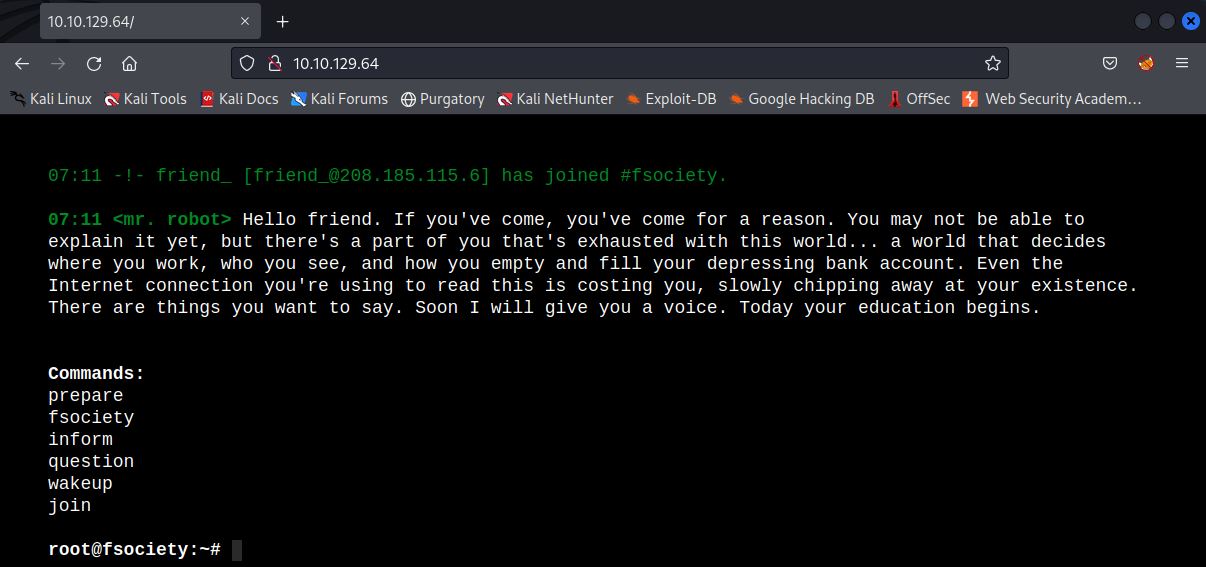 10.10.129.64/
10.10.129.64
Kali Linux Kali Tools Kali Docs Kali Forums Purgatory Kali NetHunter Exploit-DB Google Hacking DB OffSec Web Security Academ…
07:11 -!- friend_ [friend_@208.185.115.6] has joined #fsociety.
07:11 <mr. robot> Hello friend. If you've come, you've come for a reason. You may not be able to
explain it yet, but there's a part of you that's exhausted with this world... a world that decides
where you work, who you see, and how you empty and fill your depressing bank account. Even the
Internet connection you're using to read this is costing you, slowly chipping away at your existence.
There are things you want to say. Soon I will give you a voice. Today your education begins.
Commands:
prepare
fsociety
inform
question
wakeup
join
root@fsociety:~#